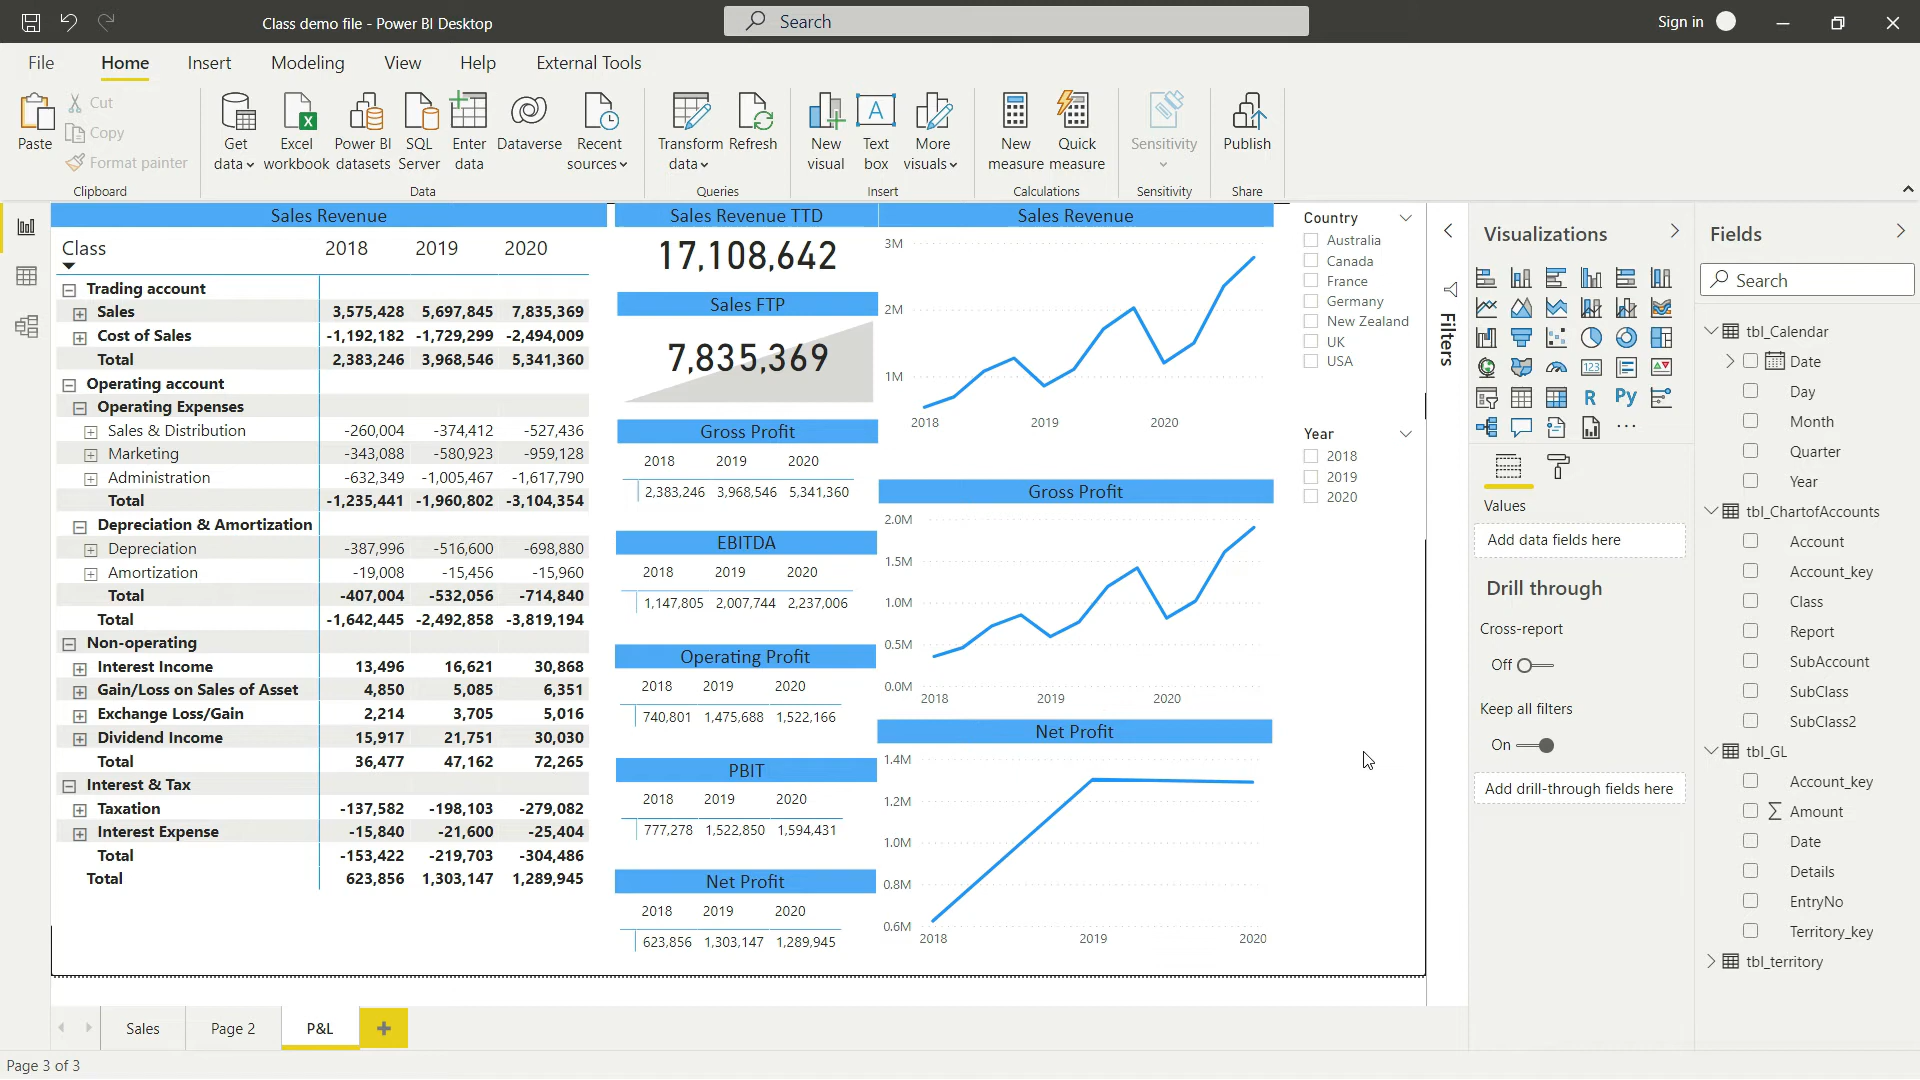 Class demo file - Power BI Desktop
Search
Sign in
File Home Insert Modeling View Help External Tools
Paste
Cut
Copy
Format painter
Clipboard
Get data
Excel workbook
Power BI datasets
SQL Server
Enter data
Dataverse
Recent sources
Data
Transform data
Refresh
Queries
New visual
Text box
More visuals
Insert
New measure
Quick measure
Calculations
Sensitivity
Sensitivity
Publish
Share
Sales Revenue
Class 2018 2019 2020
Trading account
Sales 3,575,428 5,697,845 7,835,369
Cost of Sales -1,192,182 -1,729,299 -2,494,009
Total 2,383,246 3,968,546 5,341,360
Operating account
Operating Expenses
Sales & Distribution -260,004 -374,412 -527,436
Marketing -343,088 -580,923 -959,128
Administration -632,349 -1,005,467 -1,617,790
Total -1,235,441 -1,960,802 -3,104,354
Depreciation & Amortization
Depreciation -387,996 -516,600 -698,880
Amortization -19,008 -15,456 -15,960
Total -407,004 -532,056 -714,840
Total -1,642,445 -2,492,858 -3,819,194
Non-operating
Interest Income 13,496 16,621 30,868
Gain/Loss on Sales of Asset 4,850 5,085 6,351
Exchange Loss/Gain 2,214 3,705 5,016
Dividend Income 15,917 21,751 30,030
Total 36,477 47,162 72,265
Interest & Tax
Taxation -137,582 -198,103 -279,082
Interest Expense -15,840 -21,600 -25,404
Total -153,422 -219,703 -304,486
Total 623,856 1,303,147 1,289,945
Sales Revenue TTD
17,108,642
Sales FTP
7,835,369
Gross Profit
2018 2019 2020
2,383,246 3,968,546 5,341,360
EBITDA
2018 2019 2020
1,147,805 2,007,744 2,237,006
Operating Profit
2018 2019 2020
740,801 1,475,688 1,522,166
PBIT
2018 2019 2020
777,278 1,522,850 1,594,431
Net Profit
2018 2019 2020
623,856 1,303,147 1,289,945
Sales Revenue
3M
2M
1M
2018 2019 2020
Gross Profit
2.0M
1.5M
1.0M
0.5M
0.0M
2018 2019 2020
Net Profit
1.4M
1.2M
1.0M
0.8M
0.6M
2018 2019 2020
Country
Australia
Canada
France
Germany
New Zealand
UK
USA
Year
2018
2019
2020
Filters
Visualizations
123
R
Py
...
Values
Add data fields here
Drill through
Cross-report
Off
Keep all filters
On
Add drill-through fields here
Fields
Search
tbl_Calendar
Date
Day
Month
Quarter
Year
tbl_ChartofAccounts
Account
Account_key
Class
Report
SubAccount
SubClass
SubClass2
tbl_GL
Account_key
Amount
Date
Details
EntryNo
Territory_key
tbl_territory
Sales Page 2 P&L
Page 3 of 3